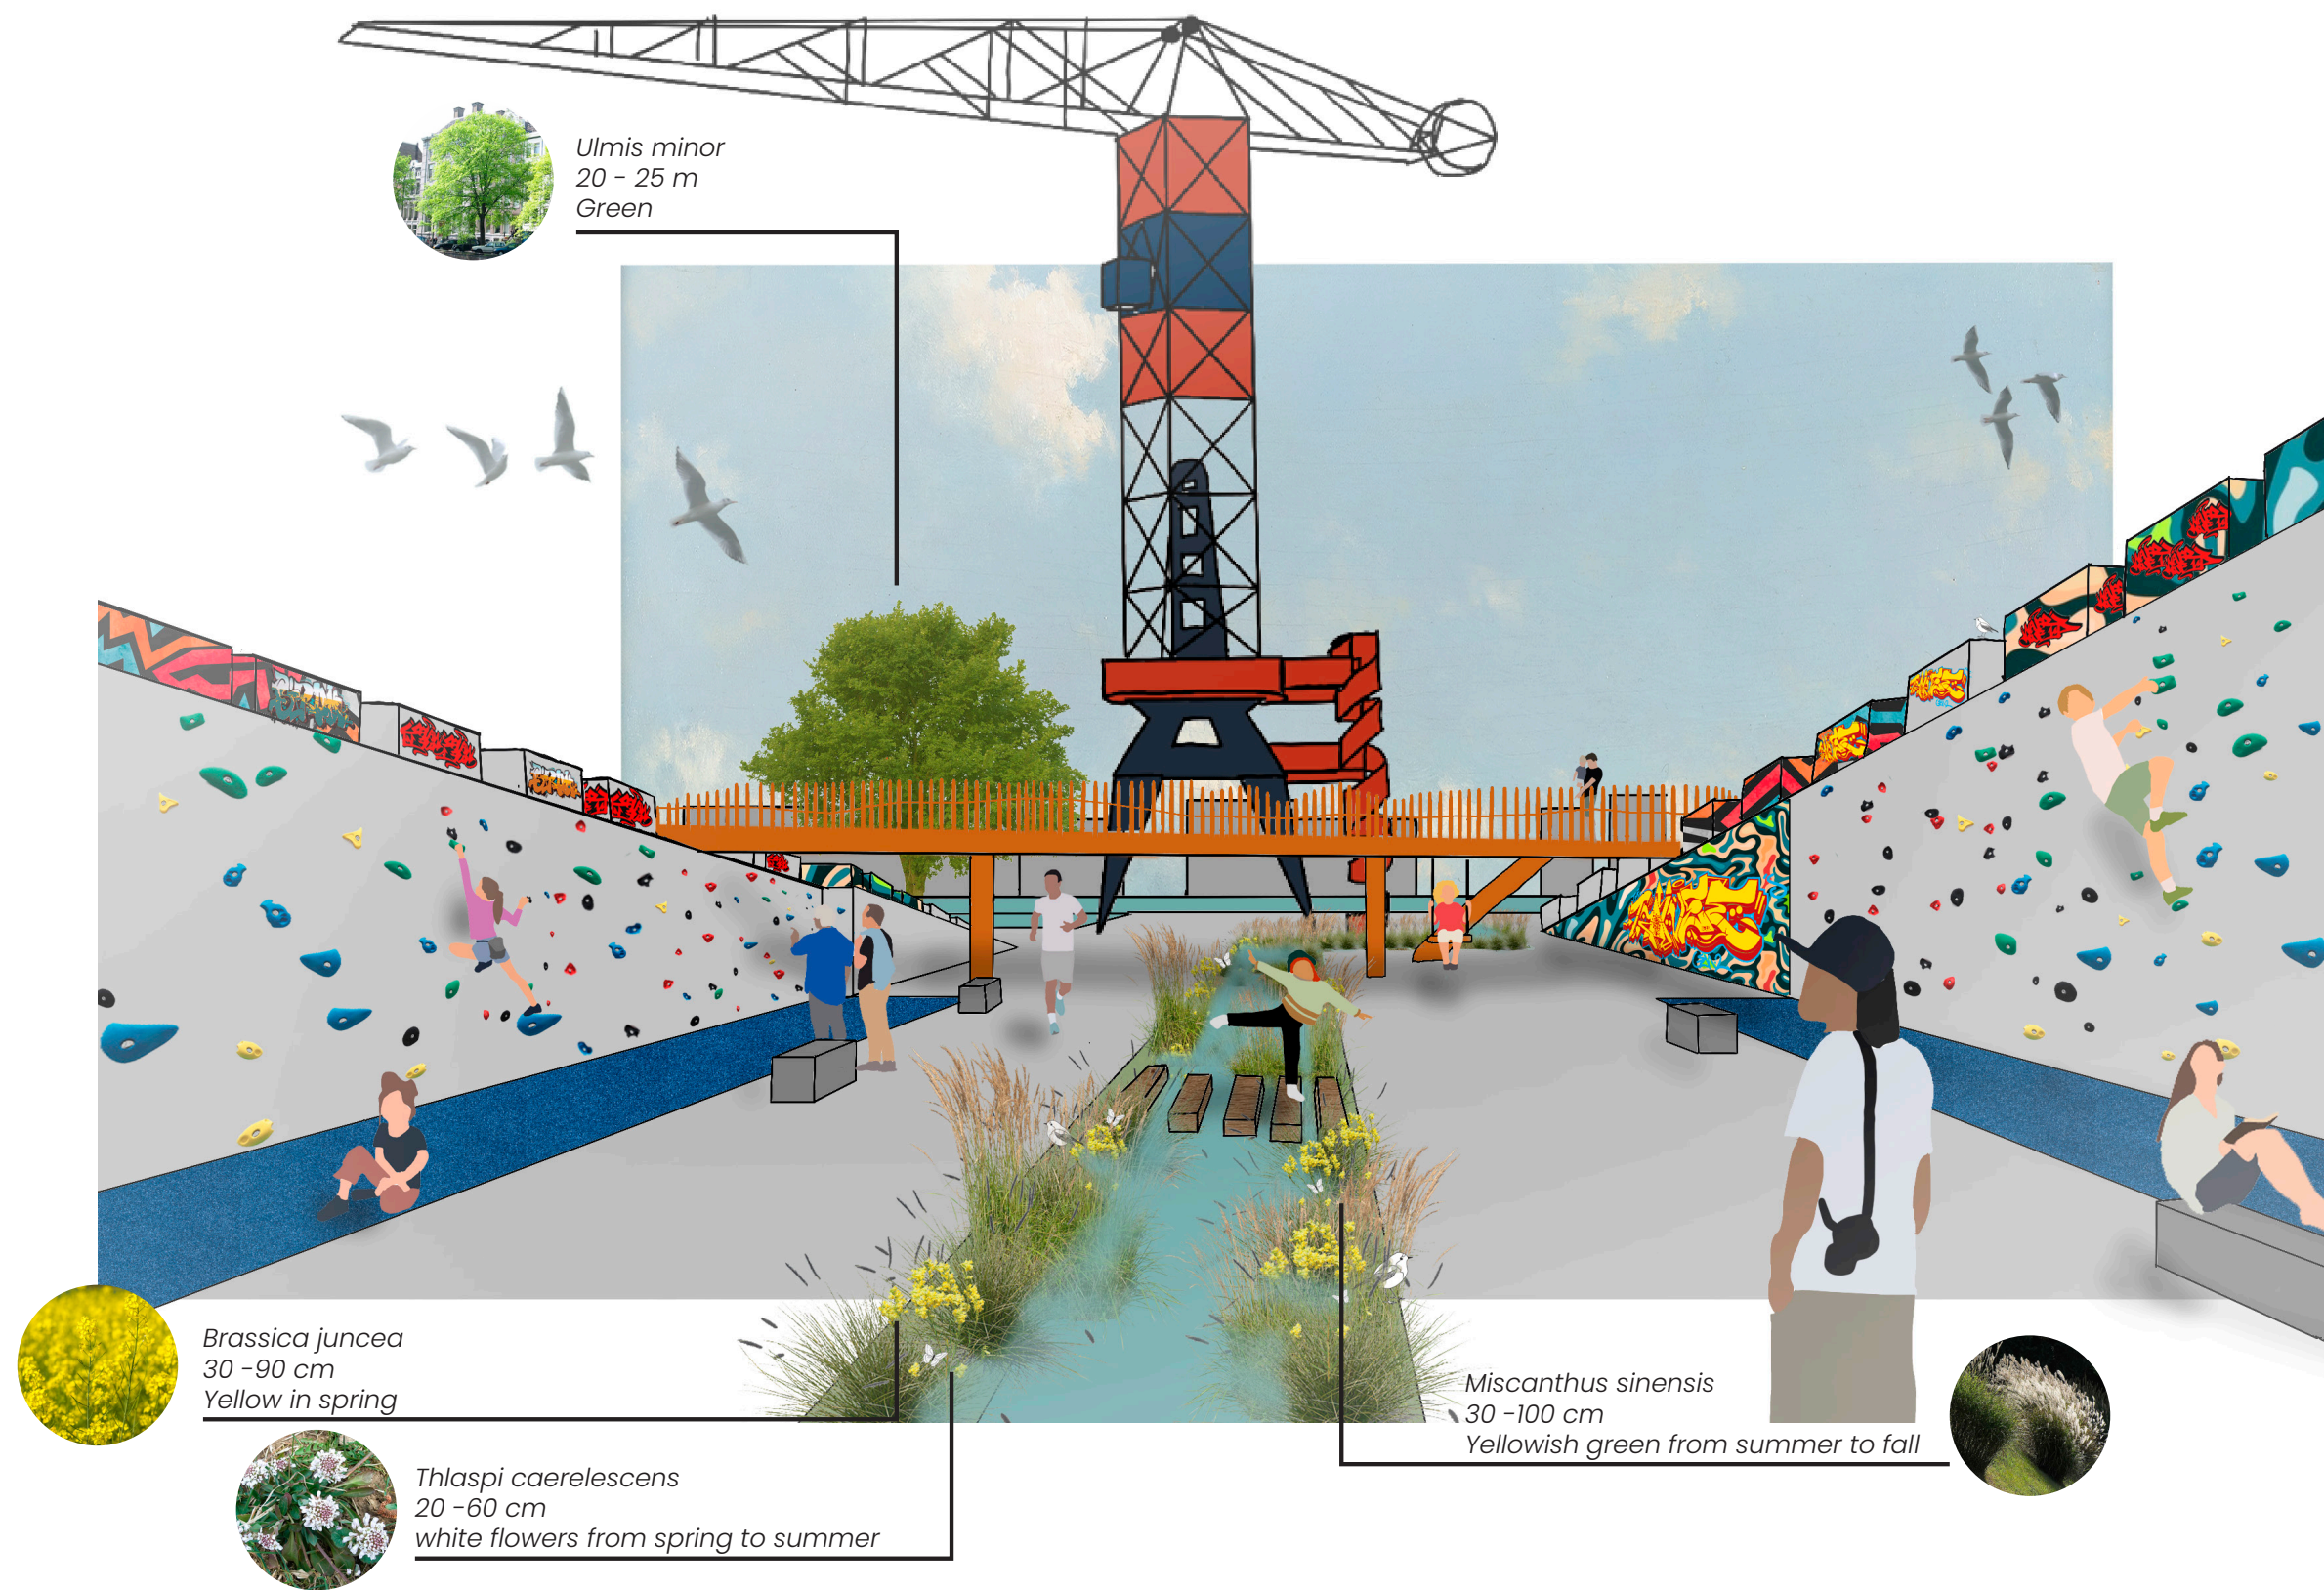 Ulmis minor
20 - 25 m
Green
Brassica juncea
30 -90 cm
Yellow in spring
Thlaspi caerelescens
20 -60 cm
white flowers from spring to summer
Miscanthus sinensis
30 -100 cm
Yellowish green from summer to fall